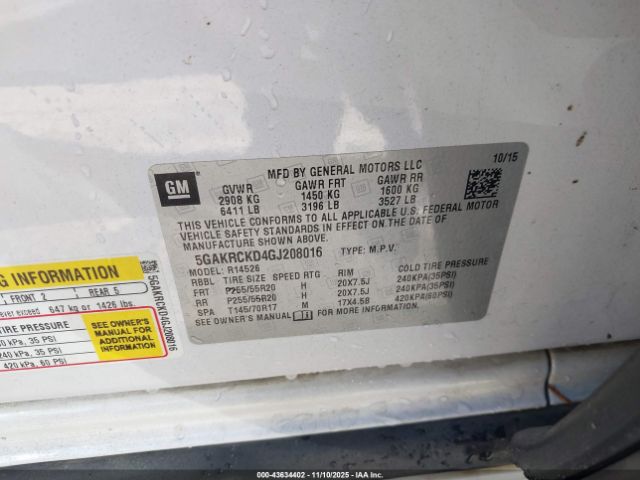 GM
MFD BY GENERAL MOTORS LLC
10/15
GVWR GAWR FRT GAWR RR
2908 KG 1450 KG 1600 KG
6411 LB 3196 LB 3527 LB
THIS VEHICLE CONFORMS TO ALL APPLICABLE U.S. FEDERAL MOTOR
VEHICLE SAFETY STANDARDS IN EFFECT ON THE DATE OF
MANUFACTURE SHOWN ABOVE.
5GAKRCKD4GJ208016 TYPE: M.P.V.
MODEL: R14526
RBBL TIRE SIZE SPEED RTG RIM COLD TIRE PRESSURE
FRT P255/55R20 H 20X7.5J 240KPA(35PSI)
RR P255/55R20 H 20X7.5J 240KPA(35PSI)
SPA T145/70R17 17X4.5B 420KPA(60PSI)
SEE OWNER'S MANUAL FOR MORE INFORMATION.
G INFORMATION
FRONT 2 REAR 5
ever exceed 647 kg or 1426 lbs.
TIRE PRESSURE
0 kPa, 35 PSI
240 kPa, 35 PSI
420 kPa, 60 PSI
SEE OWNER'S
MANUAL FOR
ADDITIONAL
INFORMATION
5GAKRCKD4GJ208016
000-43634402 - 11/10/2025 - IAAI.COM